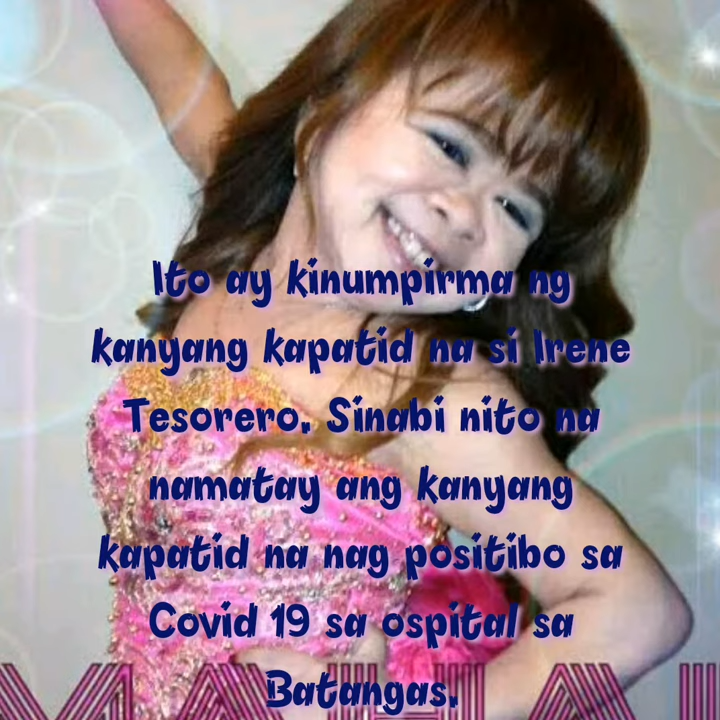 Ito ay kinumpirma ng
kanyang kapatid na si Irene
Tesorero. Sinabi nito na
namatay ang kanyang
kapatid na nag positibo sa
Covid 19 sa ospital sa
Batangas.